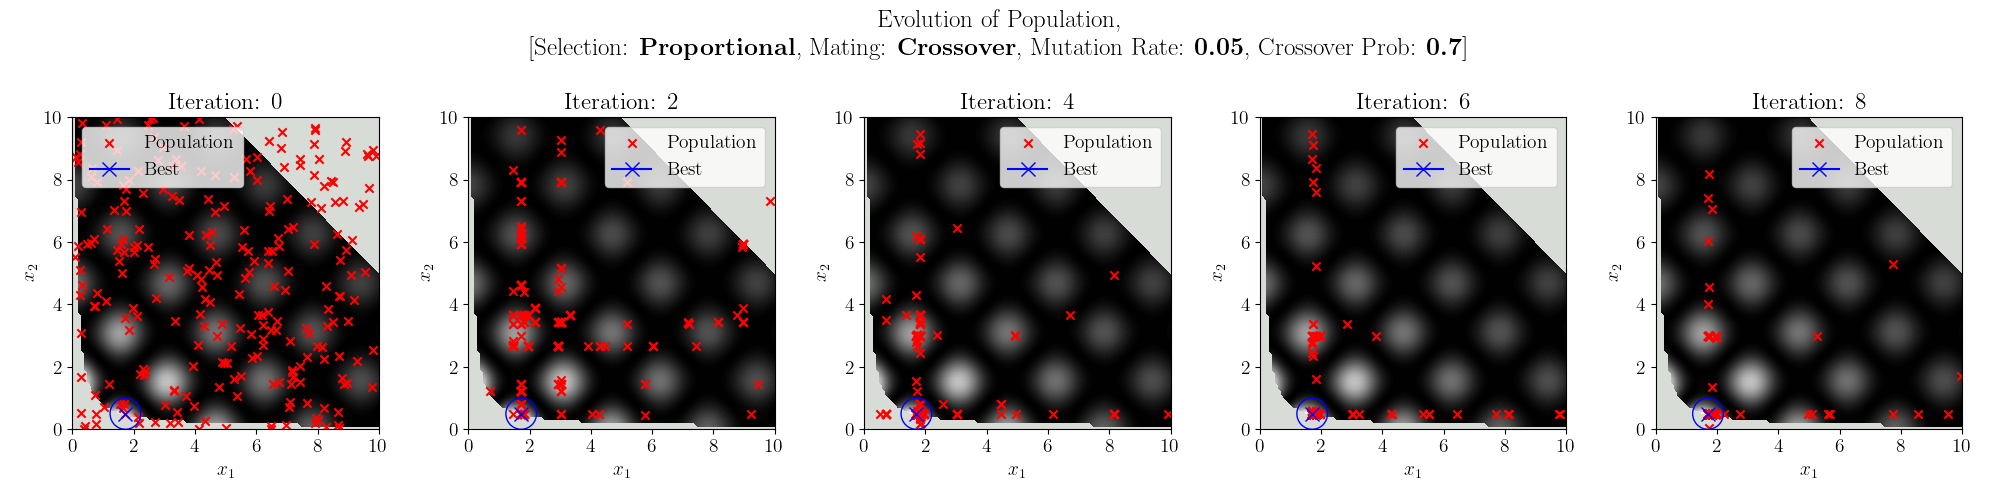 Evolution of Population,
[Selection: Proportional, Mating: Crossover, Mutation Rate: 0.05, Crossover Prob: 0.7]
Iteration: 0
10
8
6
4
2
0
x2
0 2 4 6 8 10
x1
Population
Best
Iteration: 2
10
8
6
4
2
0
x2
0 2 4 6 8 10
x1
Population
Best
Iteration: 4
10
8
6
4
2
0
x2
0 2 4 6 8 10
x1
Population
Best
Iteration: 6
10
8
6
4
2
0
x2
0 2 4 6 8 10
x1
Population
Best
Iteration: 8
10
8
6
4
2
0
x2
0 2 4 6 8 10
x1
Population
Best